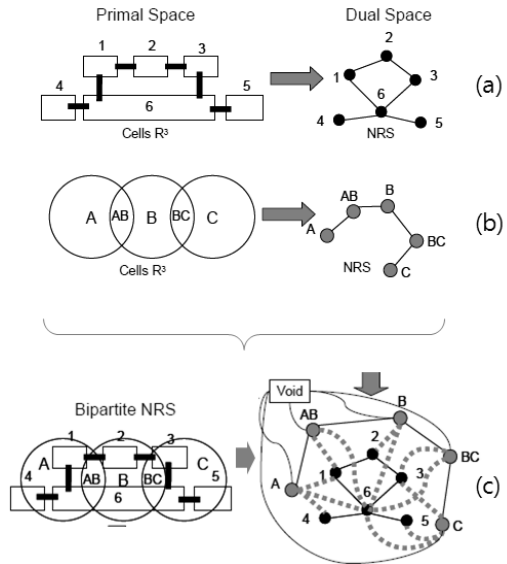 Primal Space
Dual Space
1 2 3
4 6 5
Cells R³
2
1 3
6
4 5
NRS
(a)
A AB B BC C
Cells R³
AB B
A
BC
NRS
C
(b)
Bipartite NRS
1 2 3
A C
4 AB B BC 5
6
Void
B
AB
2 BC
1 3
A 6
4 5 C
(c)